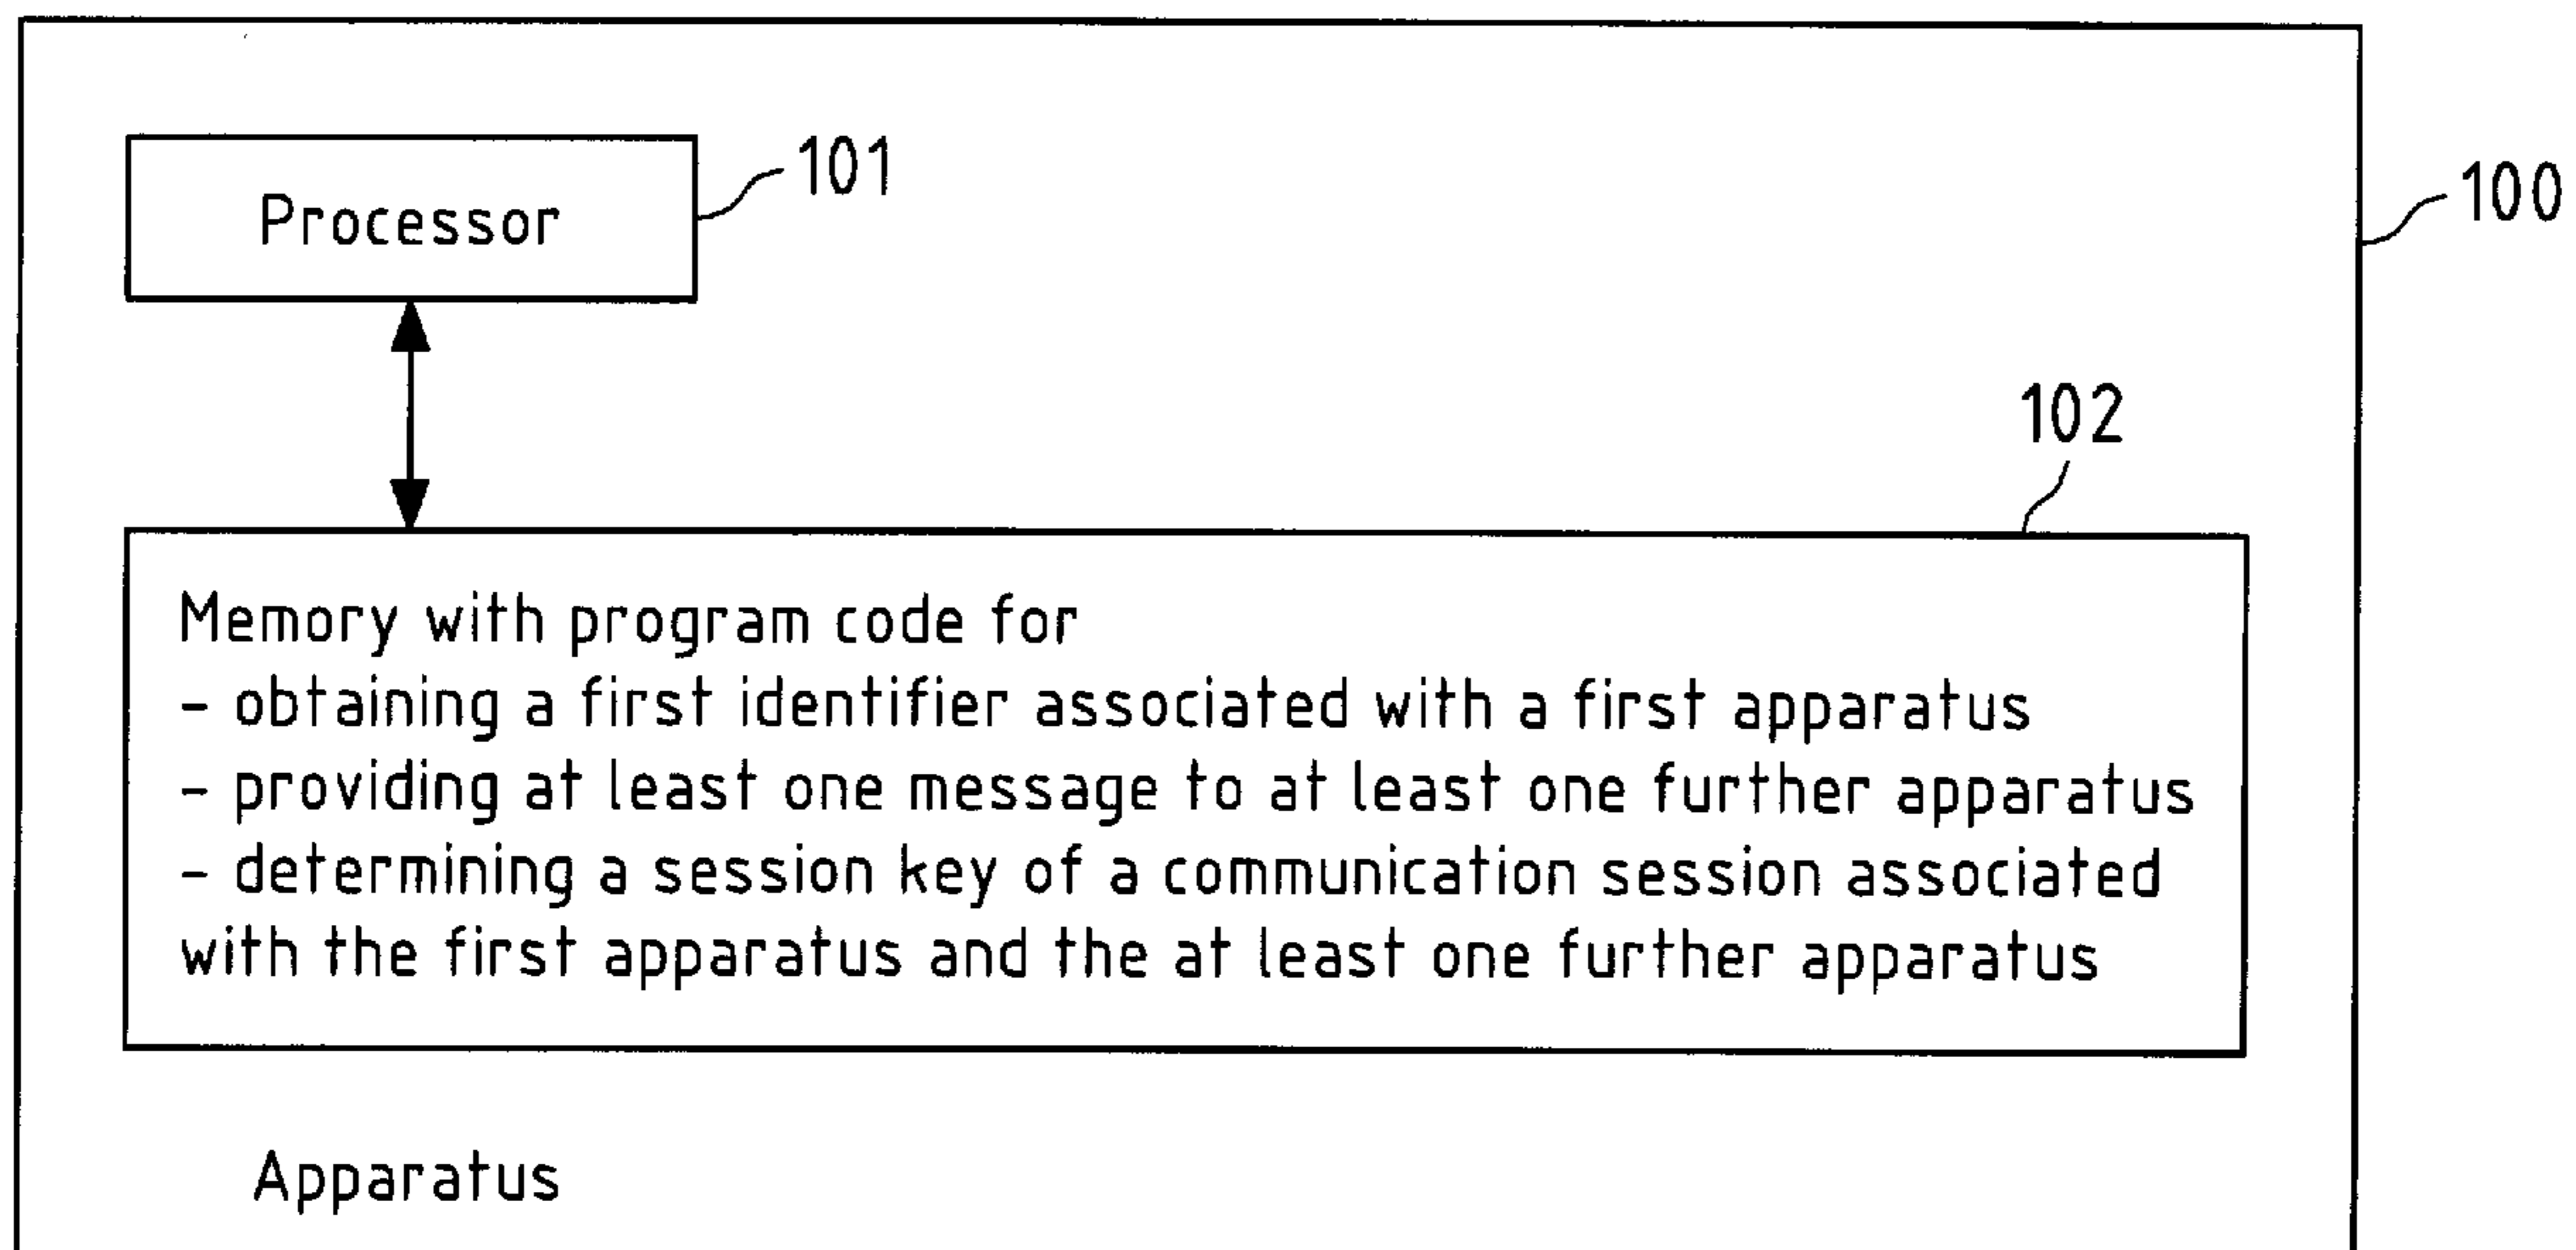 101
Processor
100
102
Memory with program code for
- obtaining a first identifier associated with a first apparatus
- providing at least one message to at least one further apparatus
- determining a session key of a communication session associated
with the first apparatus and the at least one further apparatus
Apparatus